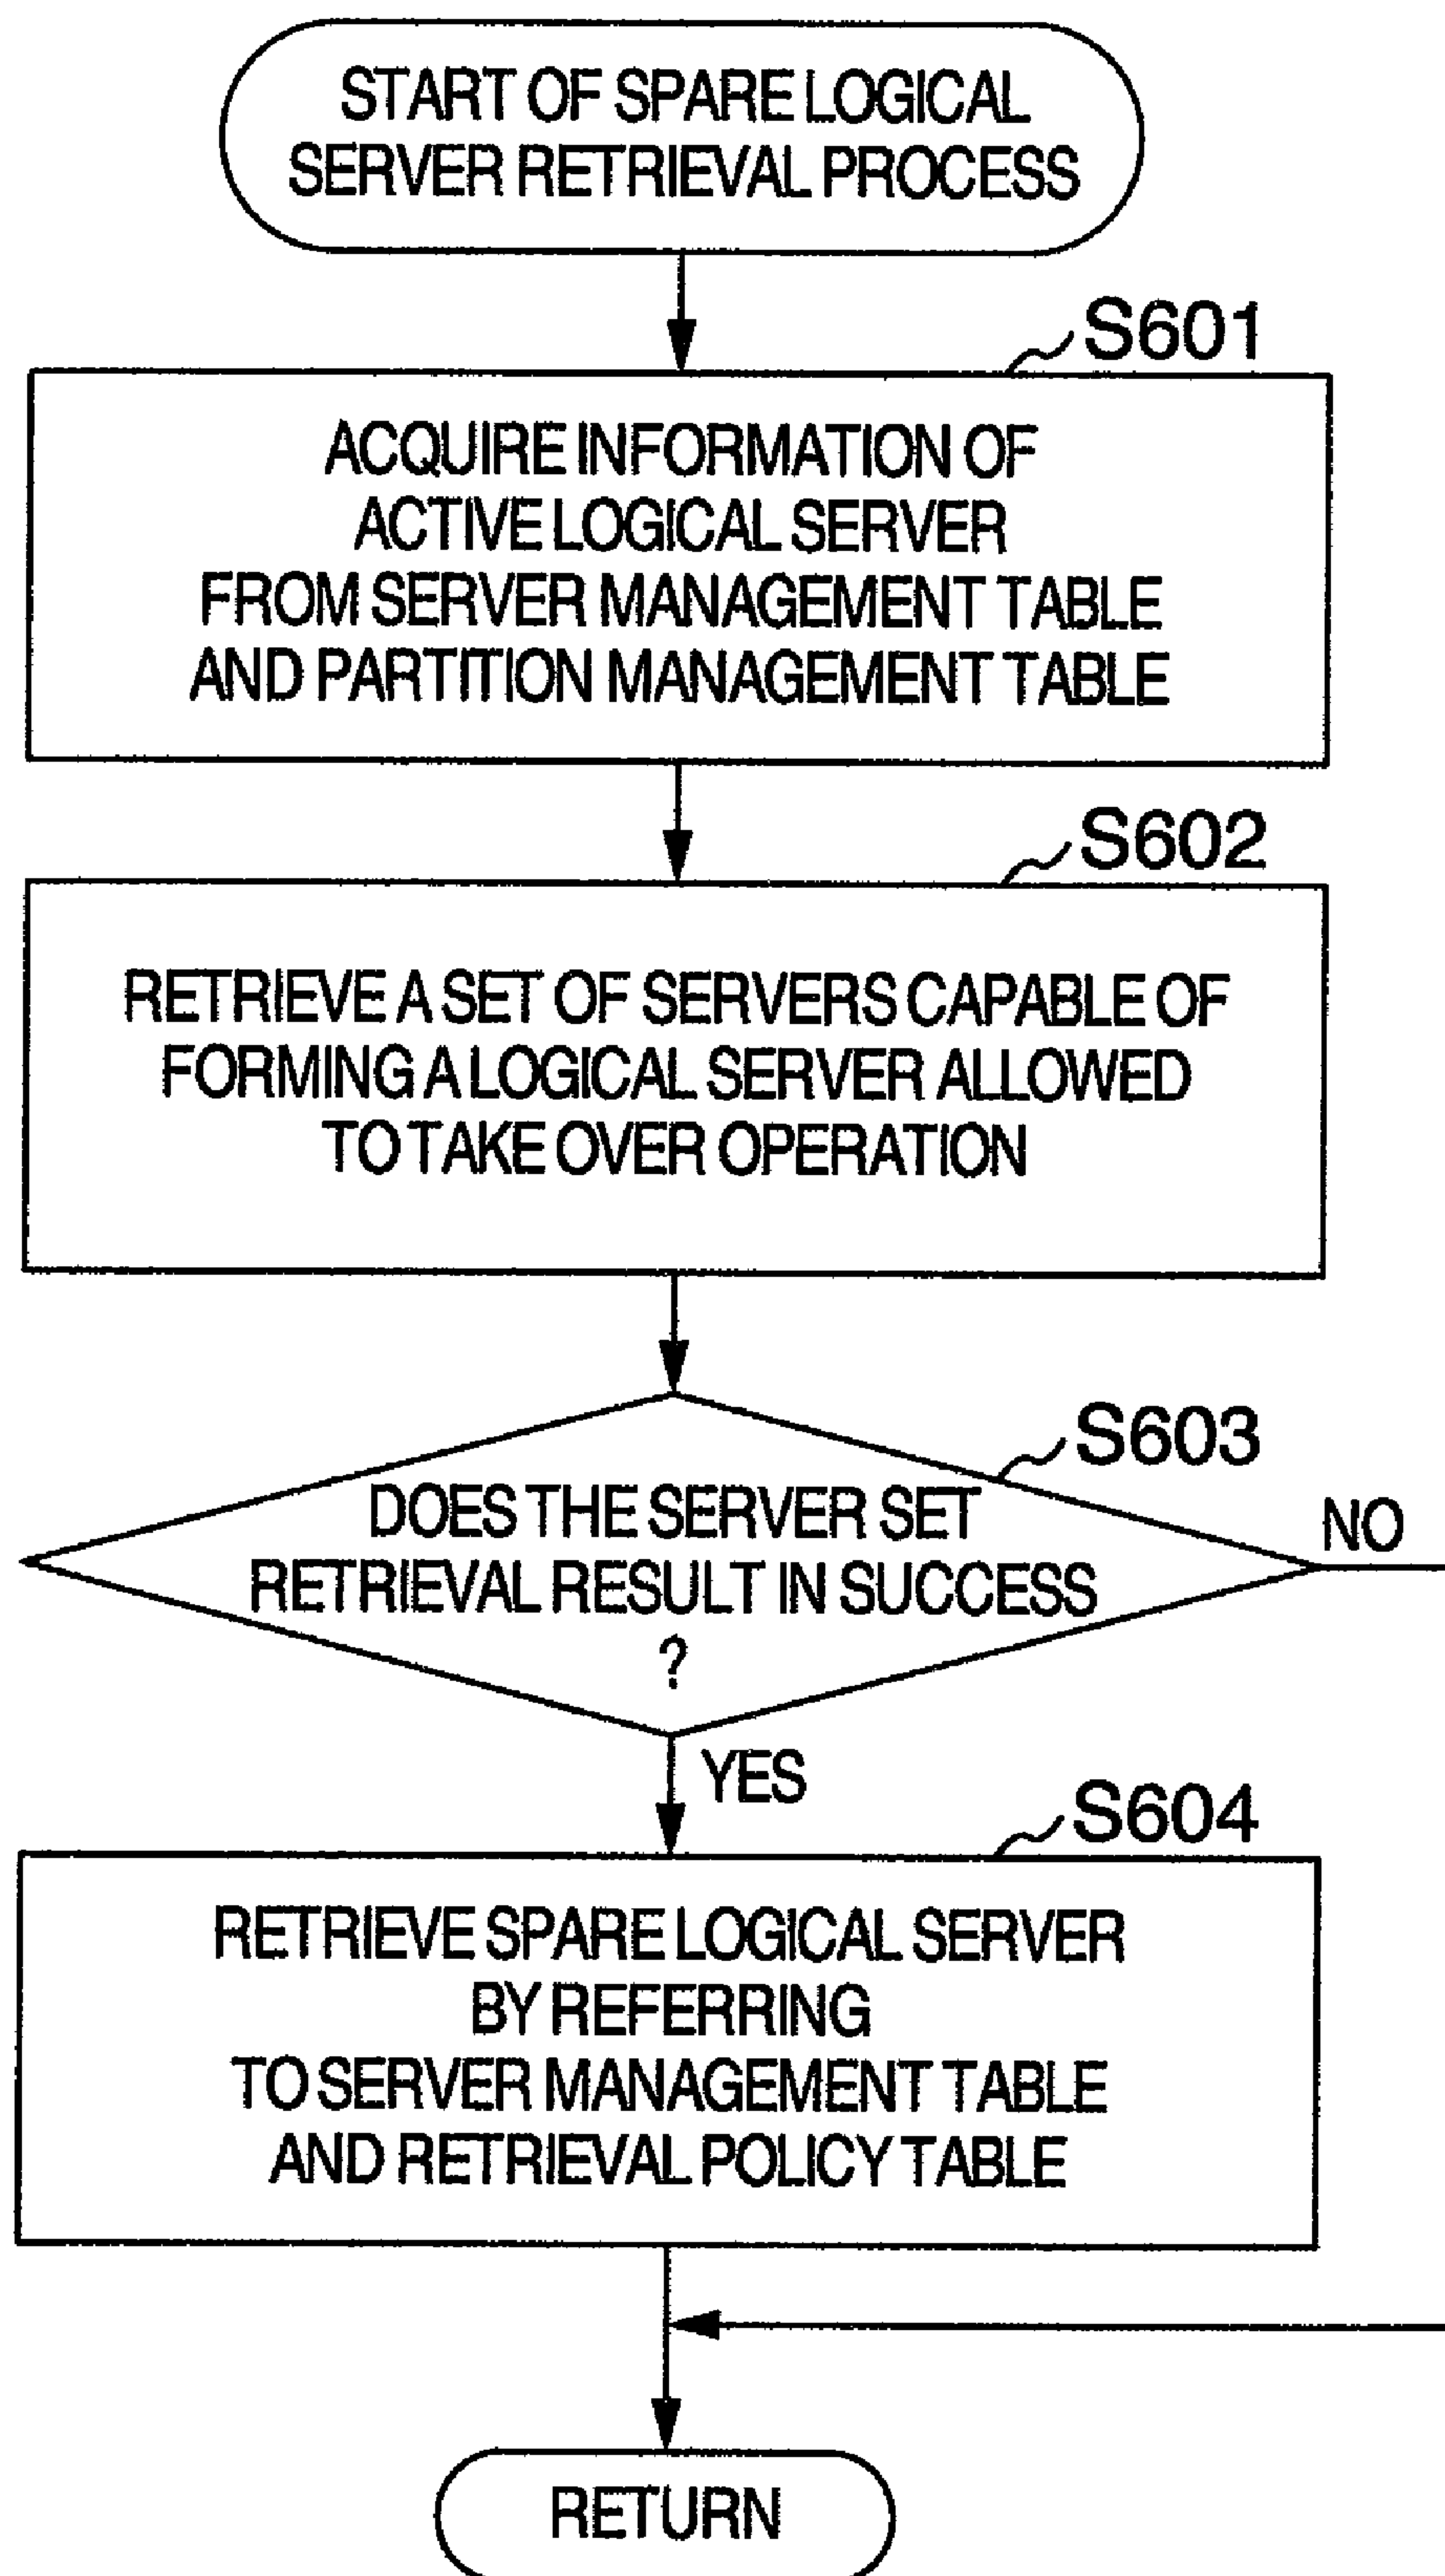 START OF SPARE LOGICAL
SERVER RETRIEVAL PROCESS
S601
ACQUIRE INFORMATION OF
ACTIVE LOGICAL SERVER
FROM SERVER MANAGEMENT TABLE
AND PARTITION MANAGEMENT TABLE
S602
RETRIEVE A SET OF SERVERS CAPABLE OF
FORMING A LOGICAL SERVER ALLOWED
TO TAKE OVER OPERATION
S603
DOES THE SERVER SET
RETRIEVAL RESULT IN SUCCESS
?
NO
YES
S604
RETRIEVE SPARE LOGICAL SERVER
BY REFERRING
TO SERVER MANAGEMENT TABLE
AND RETRIEVAL POLICY TABLE
RETURN